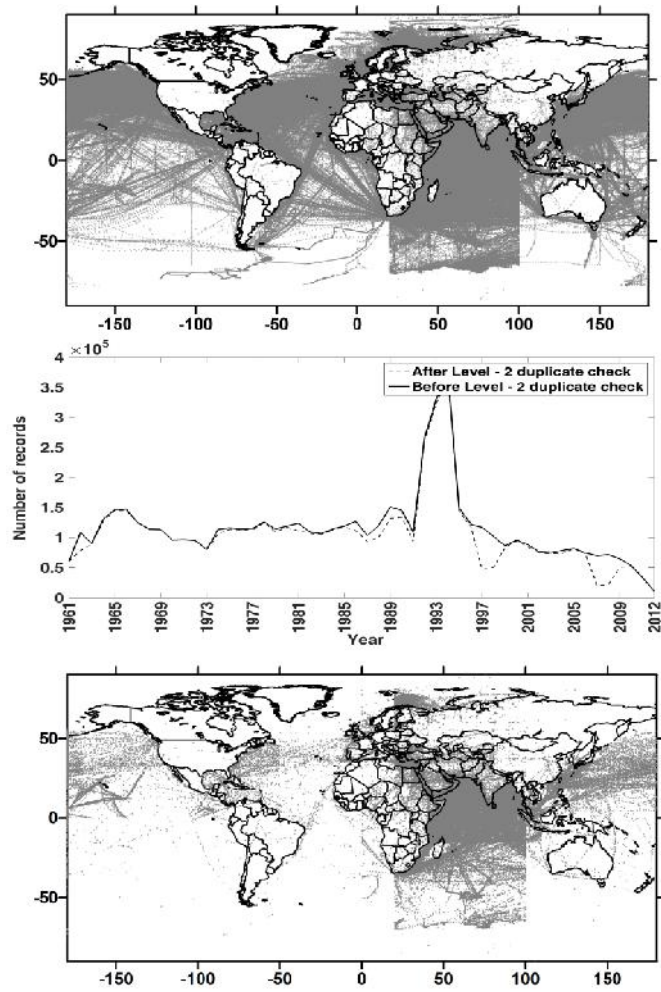 50
0
-50
-150 -100 -50 0 50 100 150
×10⁵
4
3.5
3
2.5
2
1.5
1
0.5
0
Number of records
After Level - 2 duplicate check
Before Level - 2 duplicate check
1961 1965 1969 1973 1977 1981 1985 1989 1993 1997 2001 2005 2009 2012
Year
50
0
-50
-150 -100 -50 0 50 100 150